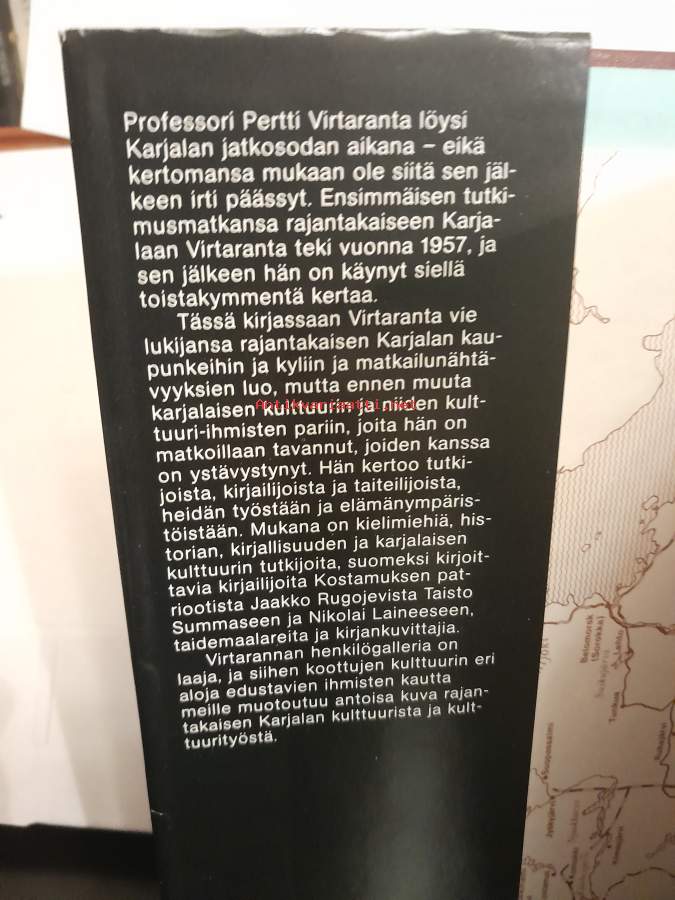 Professori Pertti Virtaranta löysi
Karjalan jatkosodan aikana – eikä
kertomansa mukaan ole siitä sen jäl-
keen irti päässyt. Ensimmäisen tutki-
musmatkansa rajantakaiseen Karja-
laan Virtaranta teki vuonna 1957, ja
sen jälkeen hän on käynyt siellä
toistakymmentä kertaa.
Tässä kirjassaan Virtaranta vie
lukijansa rajantakaisen Karjalan kau-
punkeihin ja kyliin ja matkailunähtä-
vyyksien luo, mutta ennen muuta
karjalaisen kulttuurin ja niiden kult-
tuuri-ihmisten pariin, joita hän on
matkoillaan tavannut, joiden kanssa
on ystävystynyt. Hän kertoo tutki-
joista, kirjailijoista ja taiteilijoista,
heidän työstään ja elämänympäris-
töistään. Mukana on kielimiehiä, his-
torian, kirjallisuuden ja karjalaisen
kulttuurin tutkijoita, suomeksi kirjoit-
tavia kirjailijoita Kostamuksen pat-
riootista Jaakko Rugojevista Taisto
Summaseen ja Nikolai Laineeseen,
taidemaalareita ja kirjankuvittajia.
Virtarannan henkilögalleria on
laaja, ja siihen koottujen kulttuurin eri
aloja edustavien ihmisten kautta
meille muotoutuu antoisa kuva rajan-
takaisen Karjalan kulttuurista ja kult-
tuurityöstä.
Antikvariaatti.net
Belomorsk
(Sorokka)
Lehto